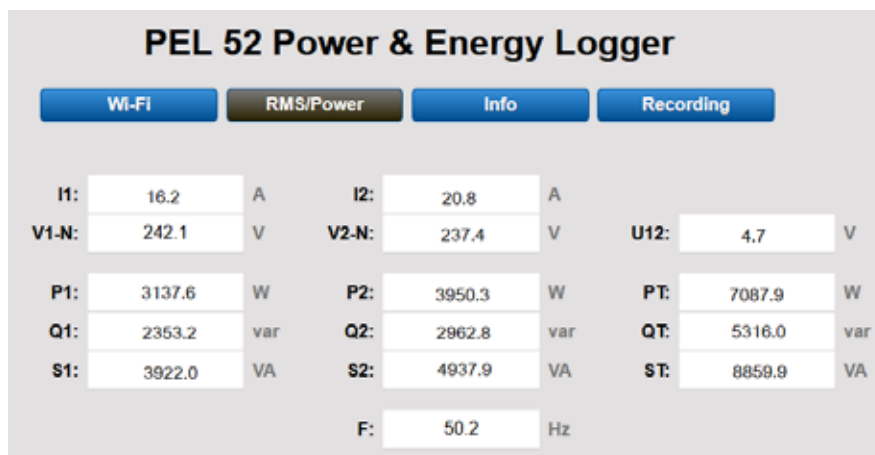 PEL 52 Power & Energy Logger
Wi-Fi RMS/Power Info Recording
I1: 16.2 A I2: 20.8 A
V1-N: 242.1 V V2-N: 237.4 V U12: 4.7 V
P1: 3137.6 W P2: 3950.3 W PT: 7087.9 W
Q1: 2353.2 var Q2: 2962.8 var QT: 5316.0 var
S1: 3922.0 VA S2: 4937.9 VA ST: 8859.9 VA
F: 50.2 Hz